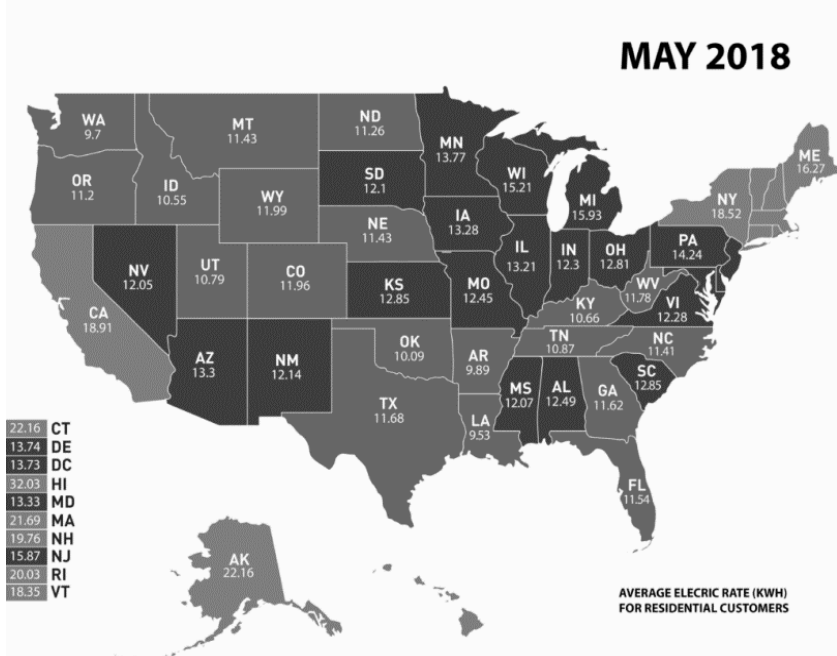 MAY 2018
WA
9.7
MT
11.43
ND
11.26
MN
13.77
ME
16.27
OR
11.2
ID
10.55
SD
12.1
WI
15.21
MI
15.93
NY
18.52
WY
11.99
NE
11.43
IA
13.28
IL
13.21
IN
12.3
OH
12.81
PA
14.24
NV
12.05
UT
10.79
CO
11.96
KS
12.85
MO
12.45
WV
11.78
VI
12.28
KY
10.66
CA
18.91
AZ
13.3
NM
12.14
OK
10.09
AR
9.89
TN
10.87
NC
11.41
SC
12.85
TX
11.68
LA
9.53
MS
12.07
AL
12.49
GA
11.62
FL
11.54
22.16 CT
13.74 DE
13.73 DC
32.03 HI
13.33 MD
21.69 MA
19.76 NH
15.87 NJ
20.03 RI
18.35 VT
AK
22.16
AVERAGE ELECRIC RATE (KWH)
FOR RESIDENTIAL CUSTOMERS